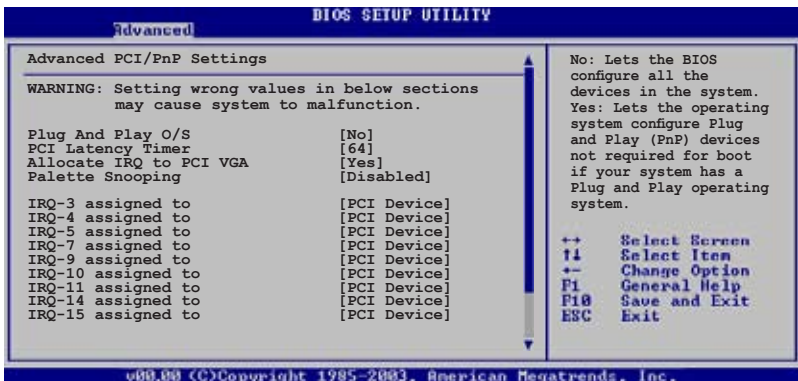 BIOS SETUP UTILITY
Advanced
Advanced PCI/PnP Settings
WARNING: Setting wrong values in below sections
may cause system to malfunction.
Plug And Play O/S [No]
PCI Latency Timer [64]
Allocate IRQ to PCI VGA [Yes]
Palette Snooping [Disabled]
IRQ-3 assigned to [PCI Device]
IRQ-4 assigned to [PCI Device]
IRQ-5 assigned to [PCI Device]
IRQ-7 assigned to [PCI Device]
IRQ-9 assigned to [PCI Device]
IRQ-10 assigned to [PCI Device]
IRQ-11 assigned to [PCI Device]
IRQ-14 assigned to [PCI Device]
IRQ-15 assigned to [PCI Device]
No: Lets the BIOS
configure all the
devices in the system.
Yes: Lets the operating
system configure Plug
and Play (PnP) devices
not required for boot
if your system has a
Plug and Play operating
system.
↔ Select Screen
↑↓ Select Item
+- Change Option
F1 General Help
F10 Save and Exit
ESC Exit
v00.00 (C)Copyright 1985-2003, American Megatrends, Inc.